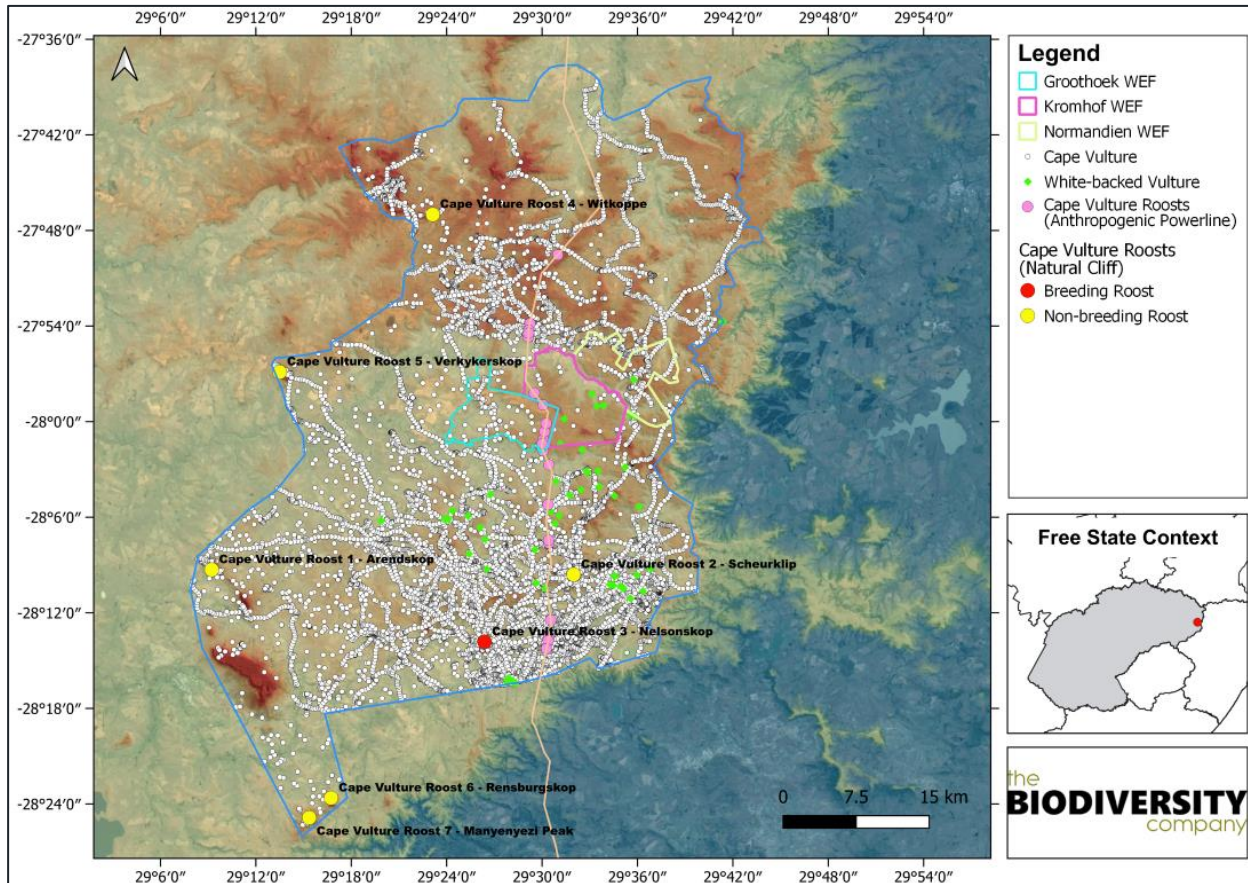 29°6′0″ 29°12′0″ 29°18′0″ 29°24′0″ 29°30′0″ 29°36′0″ 29°42′0″ 29°48′0″ 29°54′0″
-27°36′0″
-27°42′0″
-27°48′0″
-27°54′0″
-28°0′0″
-28°6′0″
-28°12′0″
-28°18′0″
-28°24′0″
Cape Vulture Roost 4 - Witkoppe
Cape Vulture Roost 5 - Verkykerskop
Cape Vulture Roost 1 - Arendskop
Cape Vulture Roost 2 - Scheurklip
Cape Vulture Roost 3 - Nelsonskop
Cape Vulture Roost 6 - Rensburgskop
Cape Vulture Roost 7 - Manyenyezi Peak
0 7.5 15 km
29°6′0″ 29°12′0″ 29°18′0″ 29°24′0″ 29°30′0″ 29°36′0″ 29°42′0″ 29°48′0″ 29°54′0″
Legend
Groothoek WEF
Kromhof WEF
Normandien WEF
Cape Vulture
White-backed Vulture
Cape Vulture Roosts
(Anthropogenic Powerline)
Cape Vulture Roosts
(Natural Cliff)
Breeding Roost
Non-breeding Roost
Free State Context
the
BIODIVERSITY
company